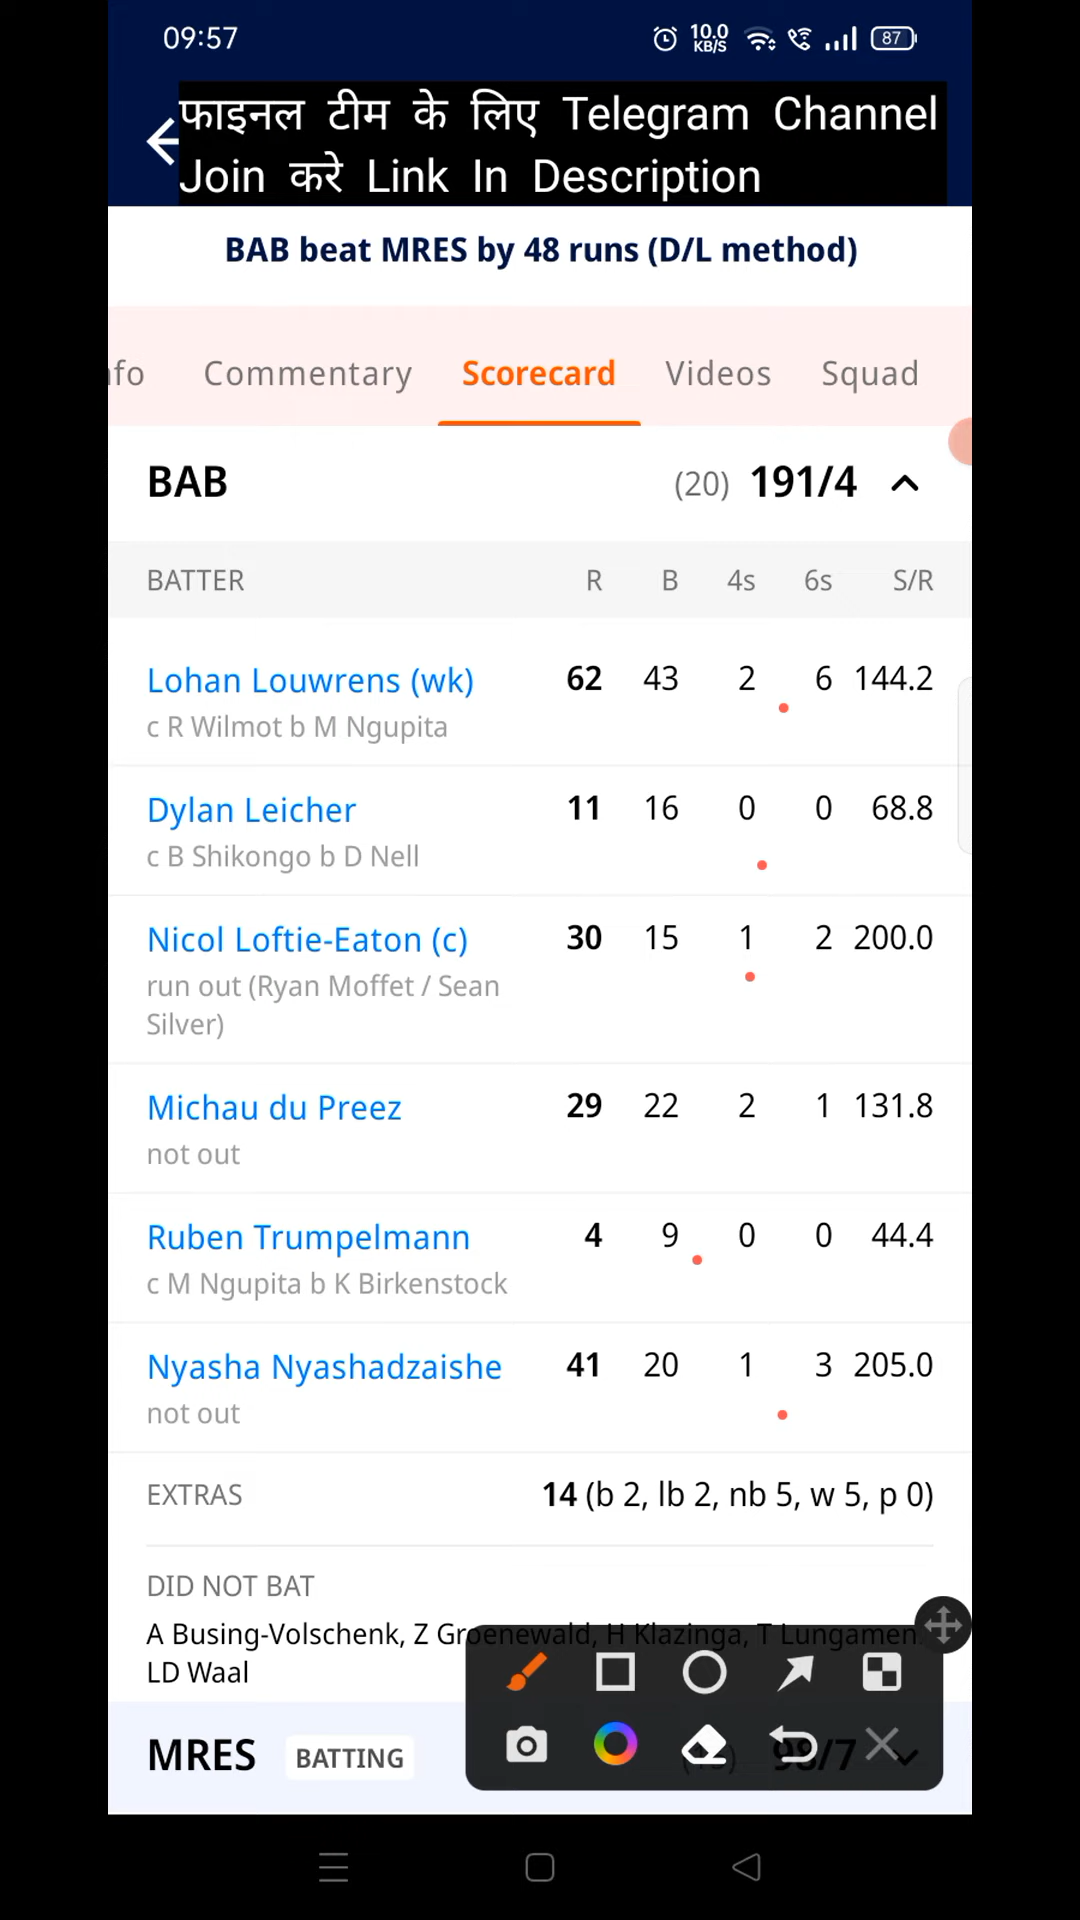 09:57 10.0 KB/S 87
फाइनल टीम के लिए Telegram Channel
Join करे Link In Description
BAB beat MRES by 48 runs (D/L method)
nfo Commentary Scorecard Videos Squad
BAB (20) 191/4
BATTER R B 4s 6s S/R
Lohan Louwrens (wk) 62 43 2 6 144.2
c R Wilmot b M Ngupita
Dylan Leicher 11 16 0 0 68.8
c B Shikongo b D Nell
Nicol Loftie-Eaton (c) 30 15 1 2 200.0
run out (Ryan Moffet / Sean
Silver)
Michau du Preez 29 22 2 1 131.8
not out
Ruben Trumpelmann 4 9 0 0 44.4
c M Ngupita b K Birkenstock
Nyasha Nyashadzaishe 41 20 1 3 205.0
not out
EXTRAS 14 (b 2, lb 2, nb 5, w 5, p 0)
DID NOT BAT
A Busing-Volschenk, Z Groenewald, H Klazinga, T Lungamen
LD Waal
MRES BATTING 98/7